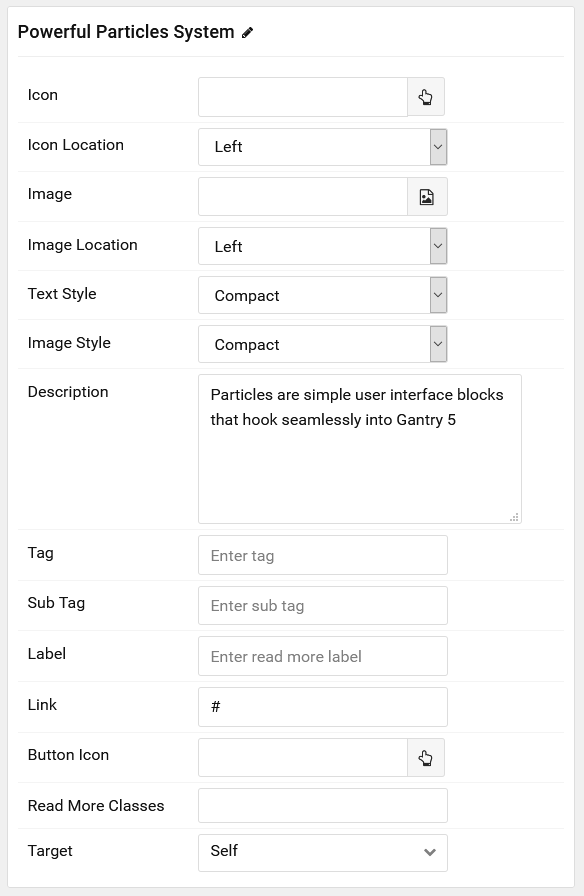 Powerful Particles System
Icon
Icon Location
Left
Image
Image Location
Left
Text Style
Compact
Image Style
Compact
Description
Particles are simple user interface blocks
that hook seamlessly into Gantry 5
Tag
Enter tag
Sub Tag
Enter sub tag
Label
Enter read more label
Link
#
Button Icon
Read More Classes
Target
Self